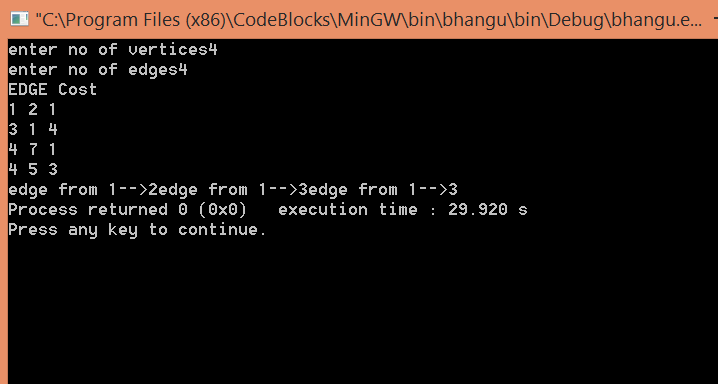 "C:\Program Files (x86)\CodeBlocks\MinGW\bin\bhangu\bin\Debug\bhangu.e...
enter no of vertices4
enter no of edges4
EDGE Cost
1 2 1
3 1 4
4 7 1
4 5 3
edge from 1-->2edge from 1-->3edge from 1-->3
Process returned 0 (0x0)   execution time : 29.920 s
Press any key to continue.